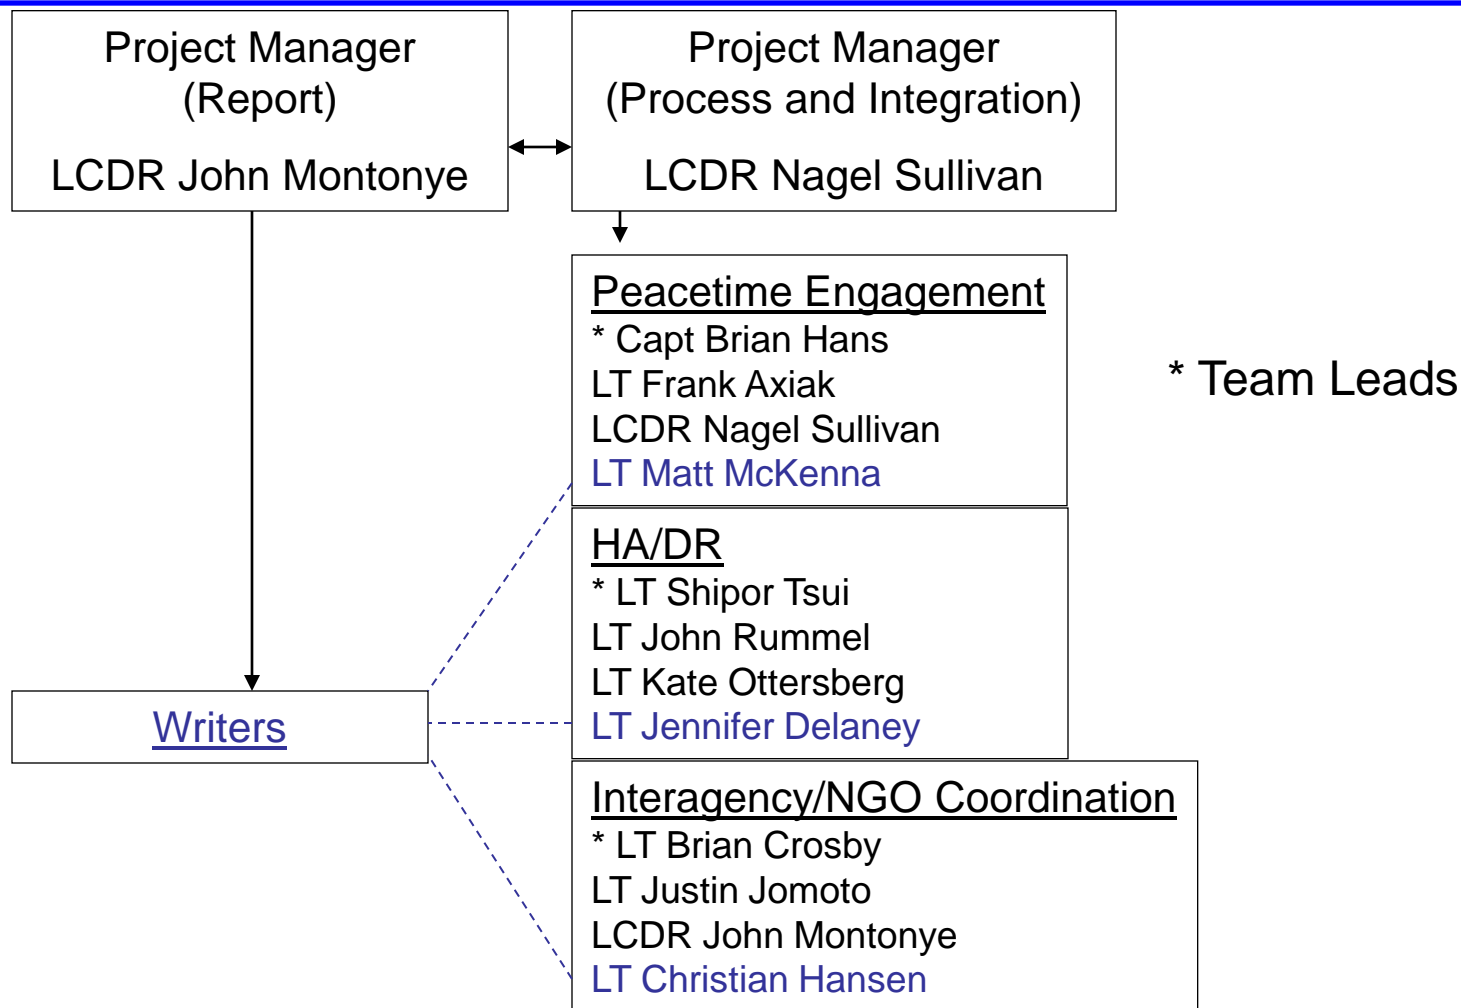 Project Manager
(Report)
LCDR John Montonye
Project Manager
(Process and Integration)
LCDR Nagel Sullivan
Peacetime Engagement
* Capt Brian Hans
LT Frank Axiak
LCDR Nagel Sullivan
LT Matt McKenna
* Team Leads
HA/DR
* LT Shipor Tsui
LT John Rummel
LT Kate Ottersberg
LT Jennifer Delaney
Writers
Interagency/NGO Coordination
* LT Brian Crosby
LT Justin Jomoto
LCDR John Montonye
LT Christian Hansen